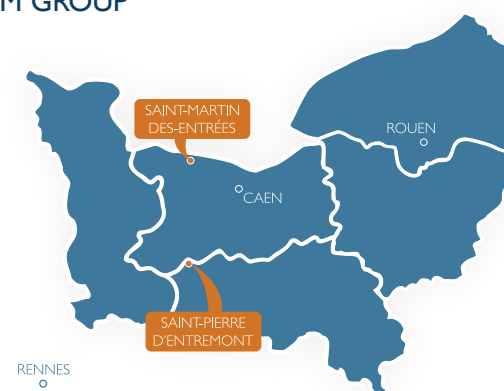 M GROUP
SAINT-MARTIN
DES-ENTRÉES
ROUEN
CAEN
SAINT-PIERRE
D'ENTREMONT
RENNES